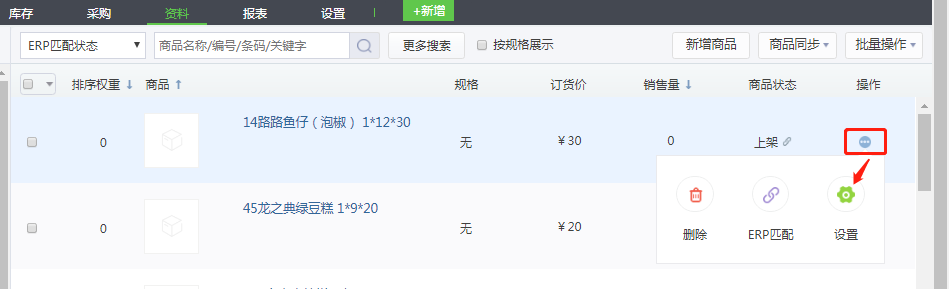 库存 采购 资料 报表 设置 +新增
ERP匹配状态 商品名称/编号/条码/关键字 更多搜索 按规格展示 新增商品 商品同步 批量操作
排序权重 ↓ 商品 ↑ 规格 订货价 销售量 ↓ 商品状态 操作
14路路鱼仔（泡椒）1*12*30
0 无 ¥30 0 上架
45龙之典绿豆糕 1*9*20
0 无 ¥20
删除 ERP匹配 设置